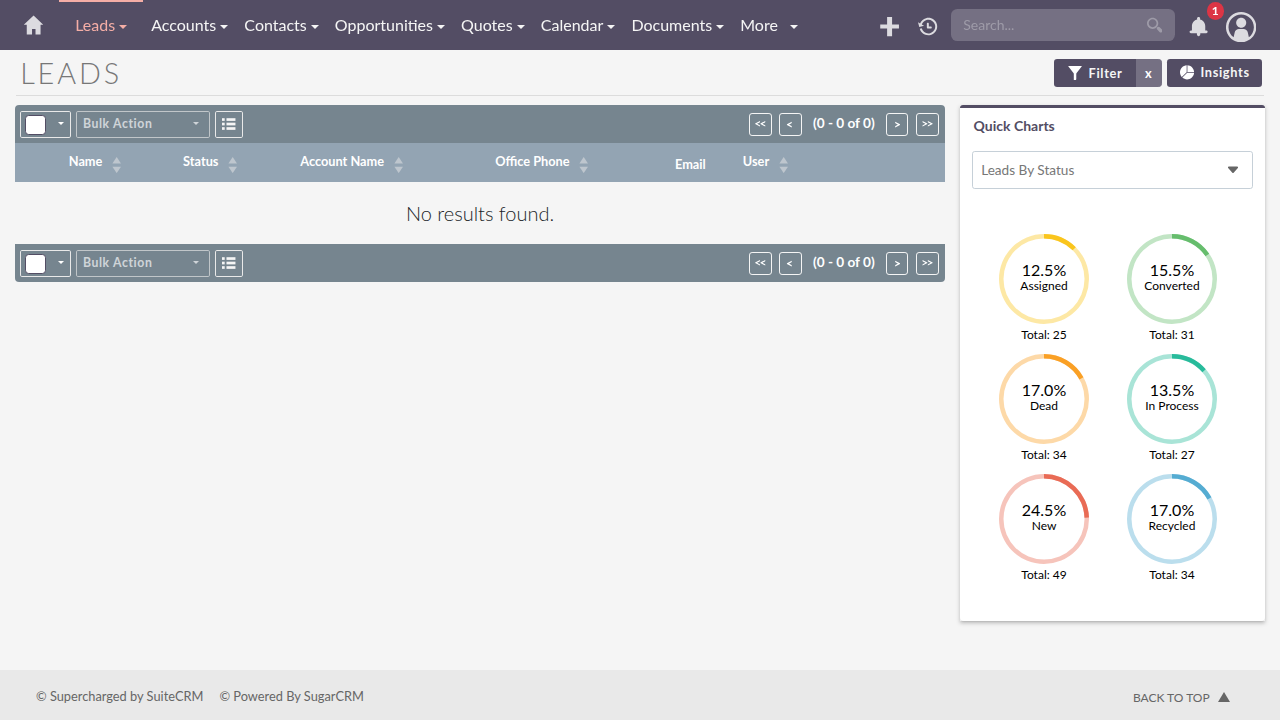 Leads Accounts Contacts Opportunities Quotes Calendar Documents More Search... 1
LEADS
Filter x Insights
Bulk Action << < (0 - 0 of 0) > >>
Name Status Account Name Office Phone Email User
No results found.
Bulk Action << < (0 - 0 of 0) > >>
Quick Charts
Leads By Status
12.5%
Assigned
Total: 25
15.5%
Converted
Total: 31
17.0%
Dead
Total: 34
13.5%
In Process
Total: 27
24.5%
New
Total: 49
17.0%
Recycled
Total: 34
© Supercharged by SuiteCRM © Powered By SugarCRM
BACK TO TOP